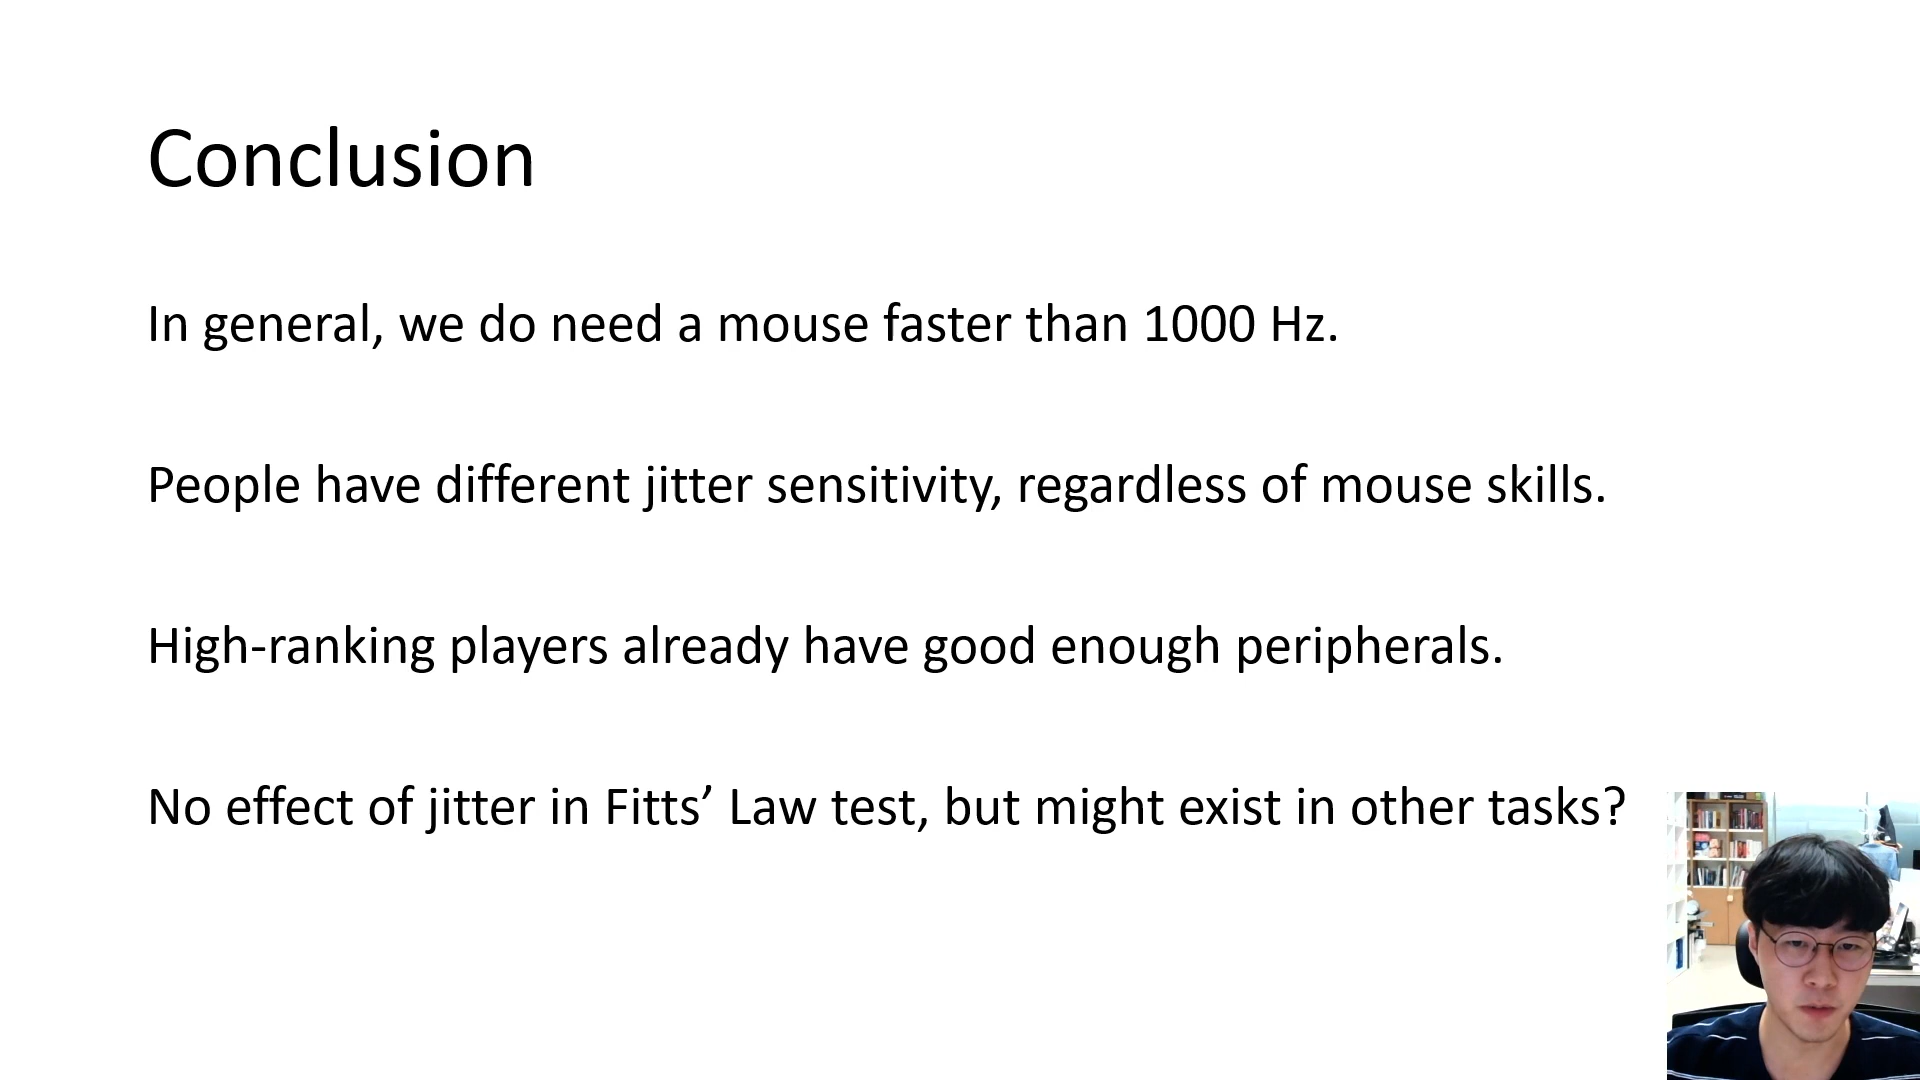 Conclusion
In general, we do need a mouse faster than 1000 Hz.
People have different jitter sensitivity, regardless of mouse skills.
High-ranking players already have good enough peripherals.
No effect of jitter in Fitts’ Law test, but might exist in other tasks?